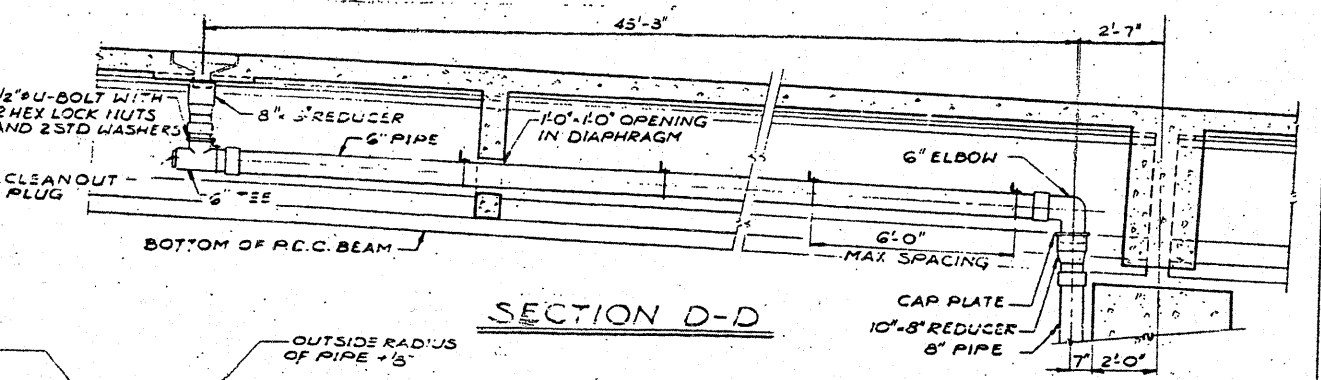 45'-3"
2'-7"
1/2"ø U-BOLT WITH
2 HEX LOCK NUTS
AND 2 STD WASHERS
8" x REDUCER
6" PIPE
1'-0" x 1'-0" OPENING
IN DIAPHRAGM
6" ELBOW
CLEANOUT
PLUG
6" TEE
BOTTOM OF P.C.C. BEAM
6'-0"
MAX SPACING
CAP PLATE
10"-8" REDUCER
8" PIPE
SECTION D-D
OUTSIDE RADIUS
OF PIPE
7"
2'-0"